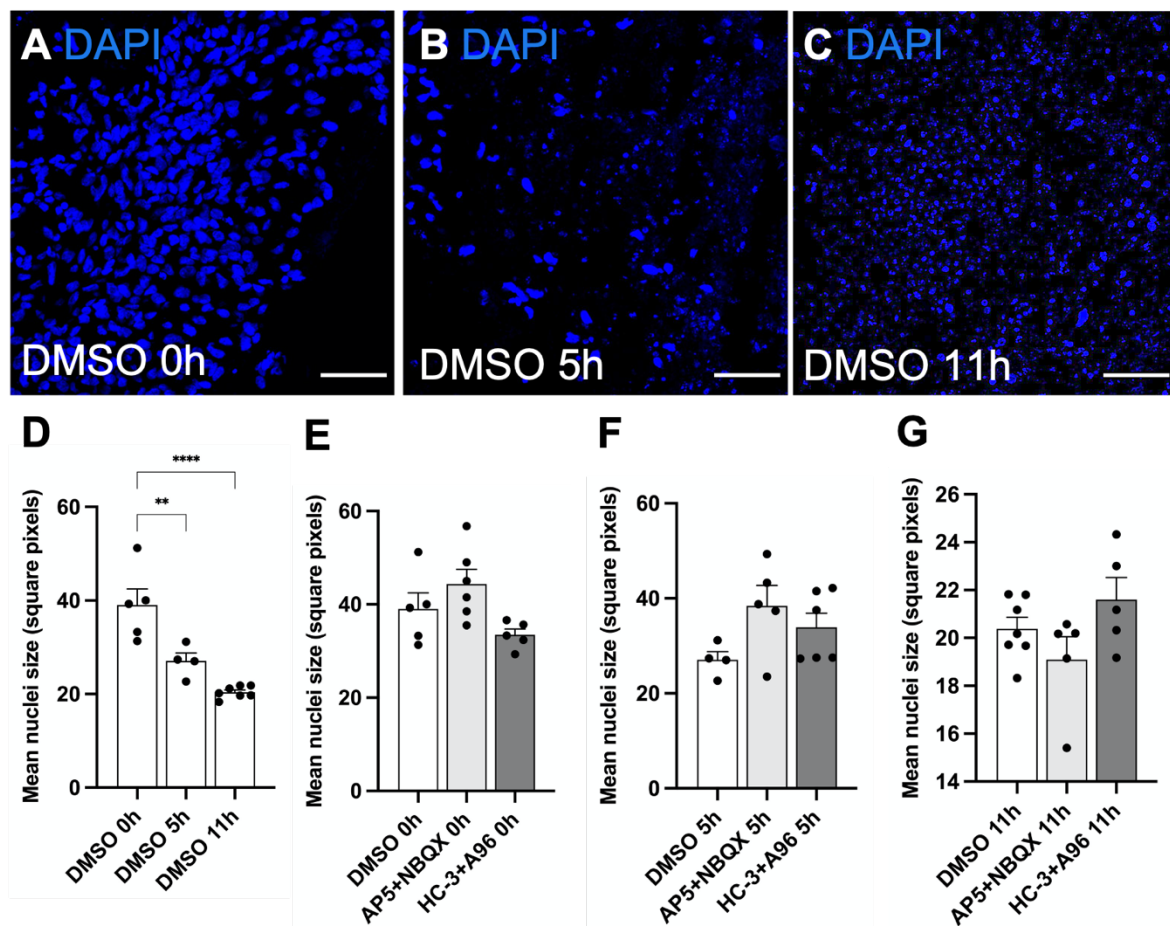 A DAPI
B DAPI
C DAPI
DMSO 0h
DMSO 5h
DMSO 11h
D
E
F
G
Mean nuclei size (square pixels)
60
40
20
0
****
**
DMSO 0h
DMSO 5h
DMSO 11h
Mean nuclei size (square pixels)
60
40
20
0
DMSO 0h
AP5+NBQX 0h
HC-3+A96 0h
Mean nuclei size (square pixels)
60
40
20
0
DMSO 5h
AP5+NBQX 5h
HC-3+A96 5h
Mean nuclei size (square pixels)
26
24
22
20
18
16
14
DMSO 11h
AP5+NBQX 11h
HC-3+A96 11h